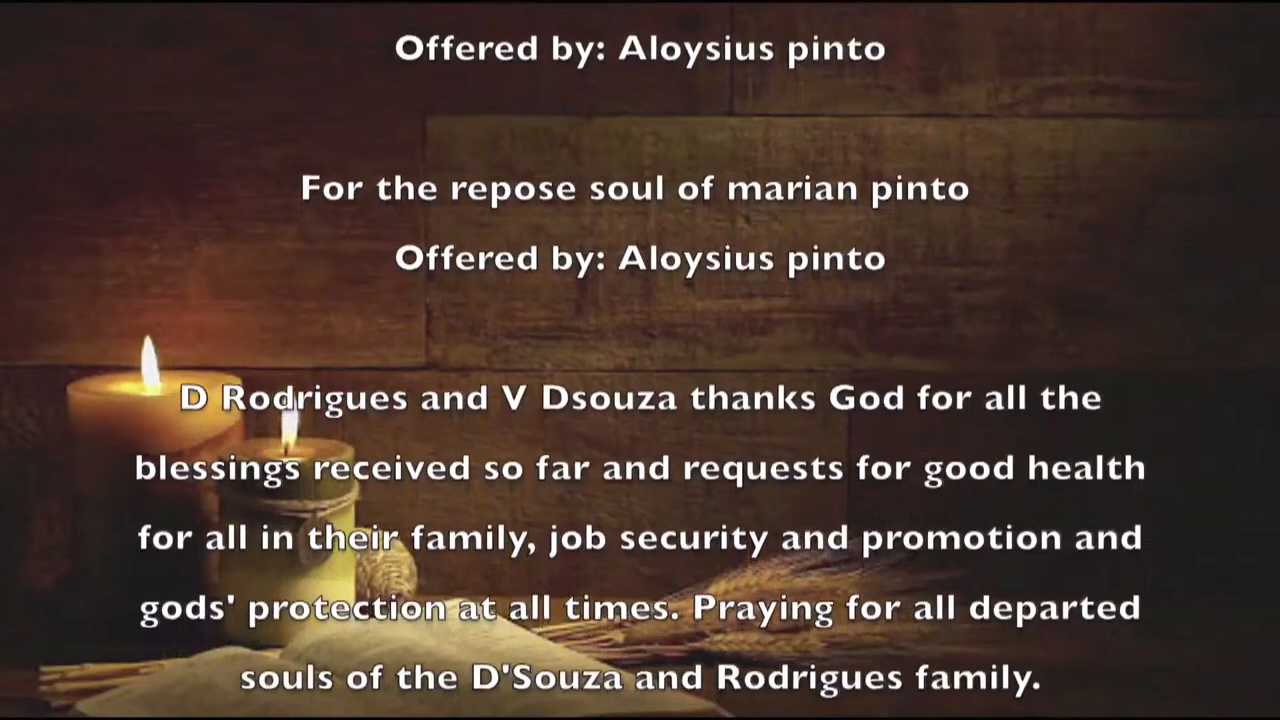 Offered by: Aloysius pinto
For the repose soul of marian pinto
Offered by: Aloysius pinto
D Rodrigues and V Dsouza thanks God for all the
blessings received so far and requests for good health
for all in their family, job security and promotion and
gods' protection at all times. Praying for all departed
souls of the D'Souza and Rodrigues family.